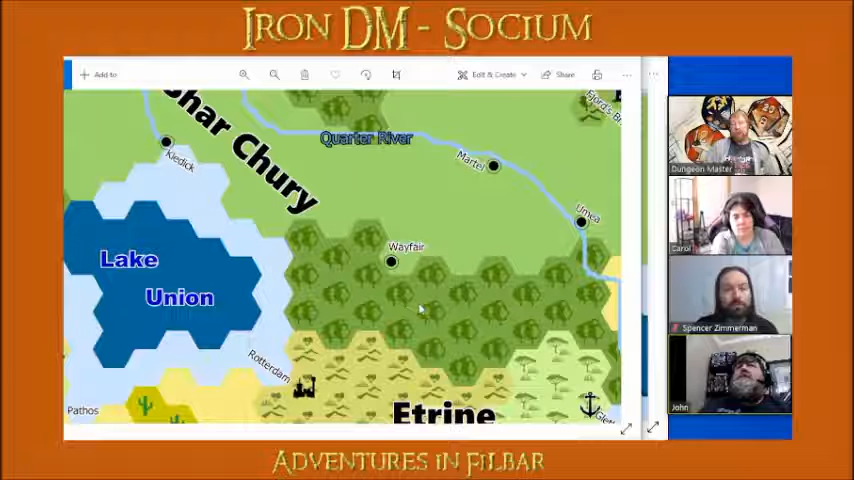 IRON DM - SOCIUM
Add to
Edit & Create
Share
Shar Chury
Quarter River
Kledick
Martel
Umea
Wayfair
Lake
Union
Rotterdam
Pathos
Etrine
Dungeon Master
Carol
Spencer Zimmerman
John
ADVENTURES IN FILBAR